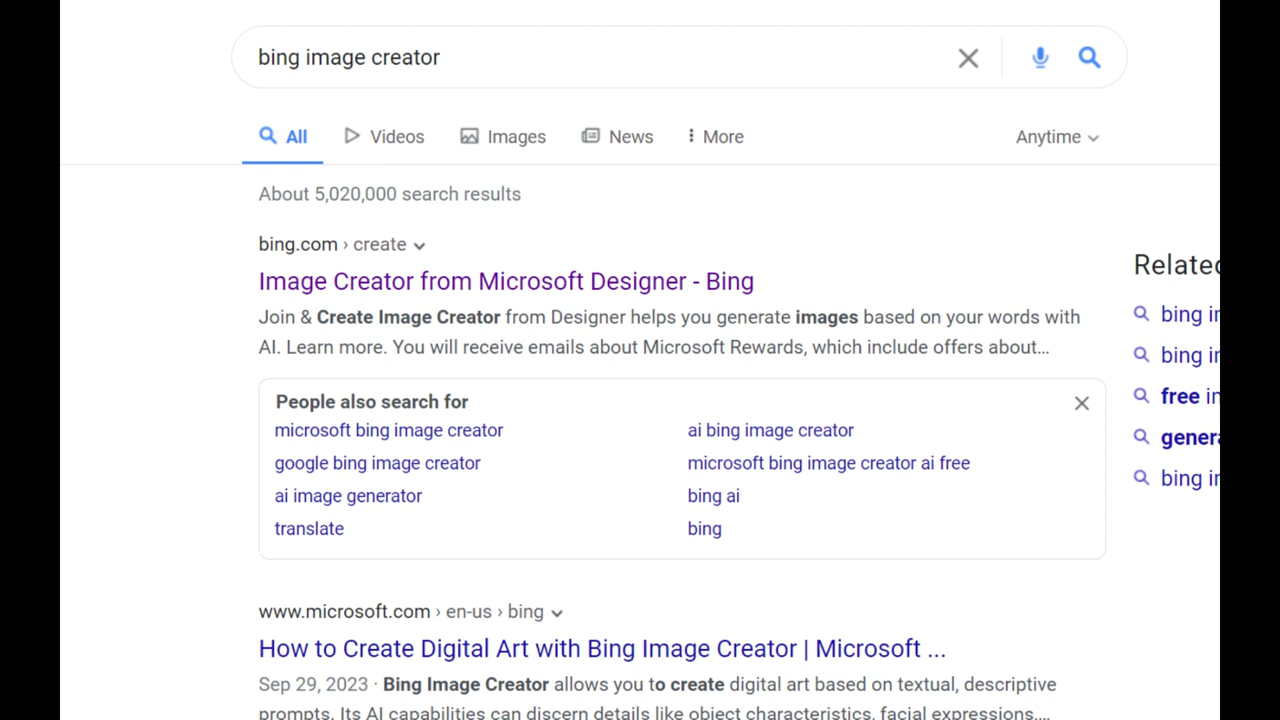 bing image creator
All Videos Images News More Anytime
About 5,020,000 search results
bing.com › create
Image Creator from Microsoft Designer - Bing
Join & Create Image Creator from Designer helps you generate images based on your words with
AI. Learn more. You will receive emails about Microsoft Rewards, which include offers about...
People also search for
microsoft bing image creator
ai bing image creator
google bing image creator
microsoft bing image creator ai free
ai image generator
bing ai
translate
bing
www.microsoft.com › en-us › bing
How to Create Digital Art with Bing Image Creator | Microsoft ...
Sep 29, 2023 · Bing Image Creator allows you to create digital art based on textual, descriptive
prompts. Its AI capabilities can discern details like object characteristics, facial expressions,...
Related
bing
bing
free
bing